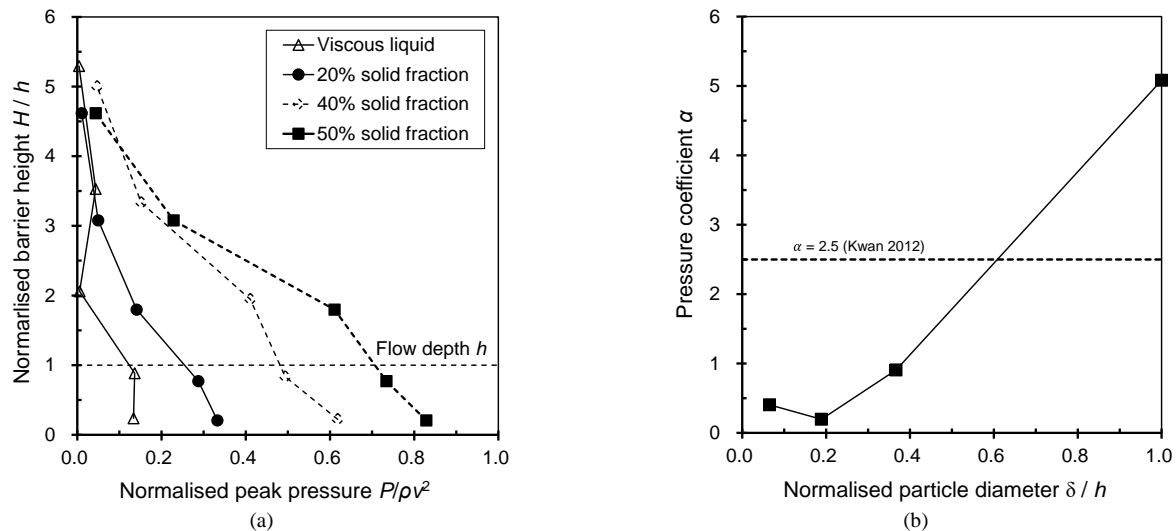 6
5
4
3
2
1
0
Normarlised barrier height H / h
Viscous liquid
20% solid fraction
40% solid fraction
50% solid fraction
Flow depth h
0.0 0.2 0.4 0.6 0.8 1.0
Normalised peak pressure P/ρv²
(a)
6
5
4
3
2
1
0
Pressure coefficient α
α = 2.5 (Kwan 2012)
0.0 0.2 0.4 0.6 0.8 1.0
Normalised particle diameter δ / h
(b)